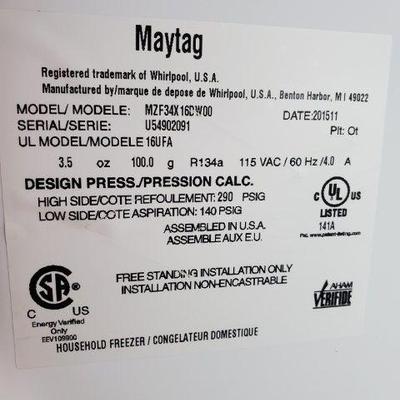 Maytag
Registered trademark of Whirlpool, U.S.A.
Manufactured by/marque de depose de Whirlpool, U.S.A., Benton Harbor, M I 49022
MODEL/ MODELE: MZF34X16DW00 DATE:201511
SERIAL/SERIE: U54902091 Plt: Ot
UL MODEL/MODELE 16UFA
3.5 oz 100.0 g R134a 115 VAC / 60 Hz /4.0 A
DESIGN PRESS./PRESSION CALC.
HIGH SIDE/COTE REFOULEMENT: 290 PSIG
LOW SIDE/COTE ASPIRATION: 140 PSIG
C UL US
LISTED
141A
ASSEMBLED IN U.S.A.
ASSEMBLE AUX E.U.
FREE STANDING INSTALLATION ONLY
INSTALLATION NON-ENCASTRABLE
CSA
C US
Energy Verified
Only
EEV109900
AHAM
VERIFIDE
HOUSEHOLD FREEZER / CONGELATEUR DOMESTIQUE